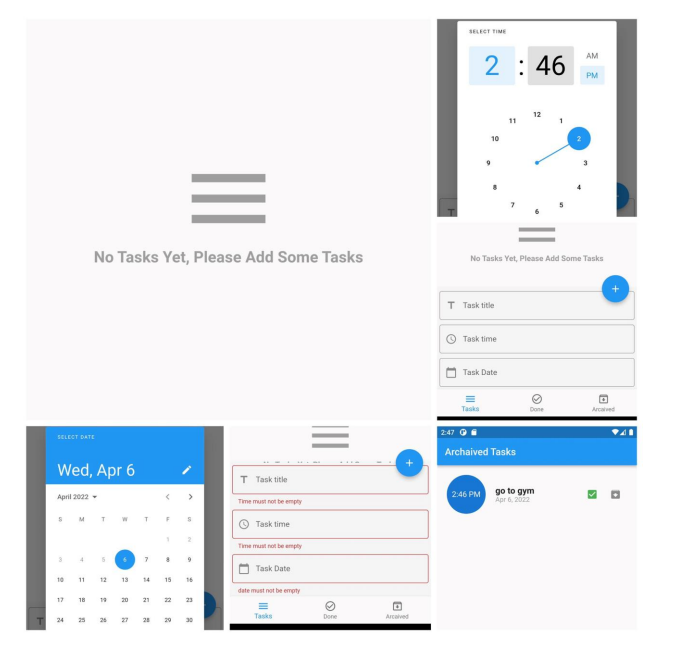 No Tasks Yet, Please Add Some Tasks
SELECT TIME
2 : 46
AM
PM
12
11 1
10 2
9 3
8 4
7 5
6
No Tasks Yet, Please Add Some Tasks
Task title
Task time
Task Date
Tasks Done Arcaived
SELECT DATE
Wed, Apr 6
April 2022
S M T W T F S
1 2
3 4 5 6 7 8 9
10 11 12 13 14 15 16
17 18 19 20 21 22 23
24 25 26 27 28 29 30
Task title
Time must not be empty
Task time
Time must not be empty
Task Date
date must not be empty
Tasks Done Arcaived
2:47
Archaived Tasks
2:46 PM
go to gym
Apr 6, 2022